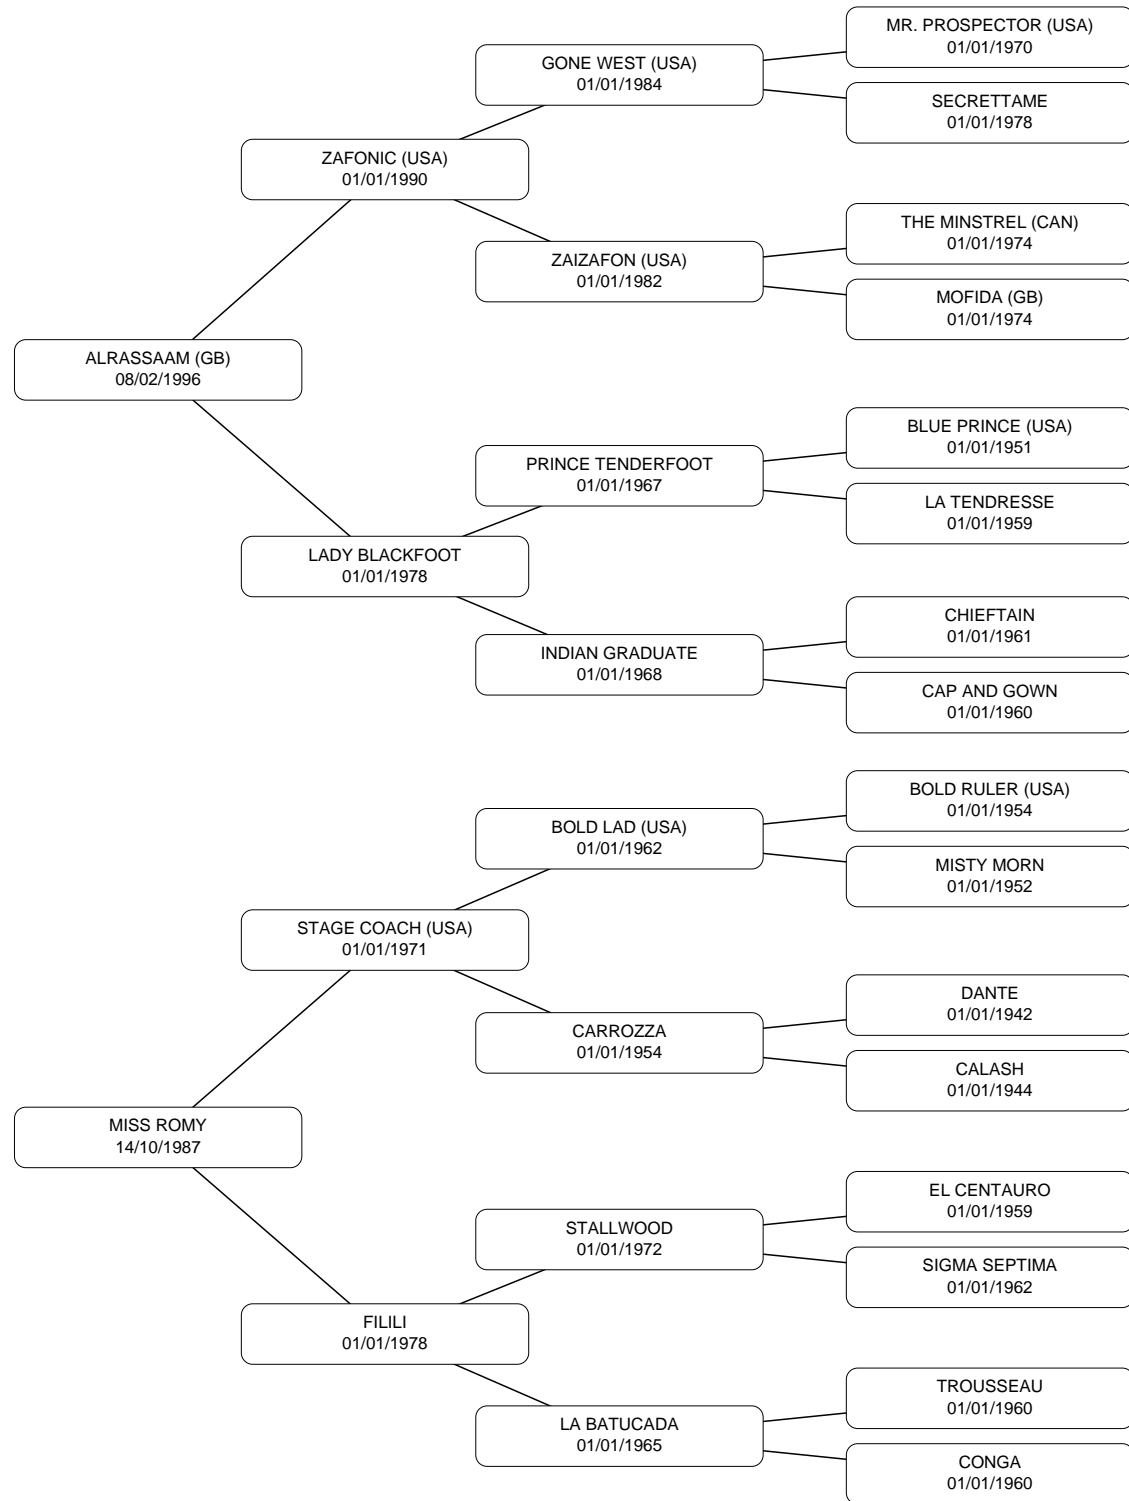 MR. PROSPECTOR (USA)
01/01/1970
GONE WEST (USA)
01/01/1984
SECRETTAME
01/01/1978
ZAFONIC (USA)
01/01/1990
THE MINSTREL (CAN)
01/01/1974
ZAIZAFON (USA)
01/01/1982
MOFIDA (GB)
01/01/1974
ALRASSAAM (GB)
08/02/1996
BLUE PRINCE (USA)
01/01/1951
PRINCE TENDERFOOT
01/01/1967
LA TENDRESSE
01/01/1959
LADY BLACKFOOT
01/01/1978
CHIEFTAIN
01/01/1961
INDIAN GRADUATE
01/01/1968
CAP AND GOWN
01/01/1960
BOLD RULER (USA)
01/01/1954
BOLD LAD (USA)
01/01/1962
MISTY MORN
01/01/1952
STAGE COACH (USA)
01/01/1971
DANTE
01/01/1942
CARROZZA
01/01/1954
CALASH
01/01/1944
MISS ROMY
14/10/1987
EL CENTAURO
01/01/1959
STALLWOOD
01/01/1972
SIGMA SEPTIMA
01/01/1962
FILILI
01/01/1978
TROUSSEAU
01/01/1960
LA BATUCADA
01/01/1965
CONGA
01/01/1960